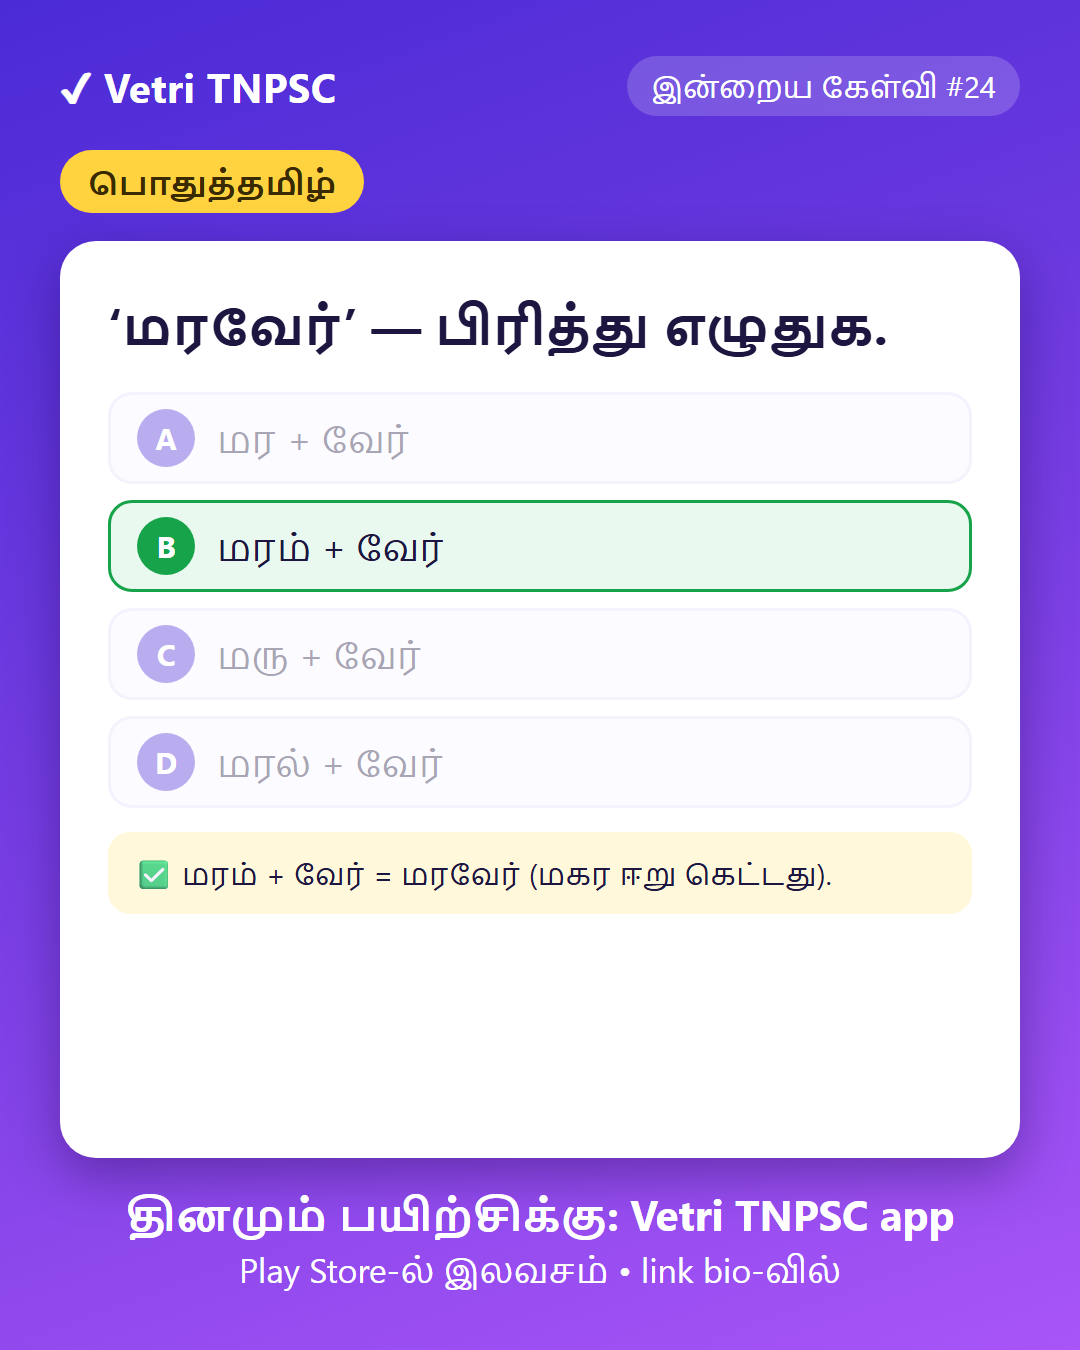 ✓ Vetri TNPSC
இன்றைய கேள்வி #24
பொதுத்தமிழ்
‘மரவேர்’ — பிரித்து எழுதுக.
A மர + வேர்
B மரம் + வேர்
C மரு + வேர்
D மரல் + வேர்
✅ மரம் + வேர் = மரவேர் (மகர ஈறு கெட்டது).
தினமும் பயிற்சிக்கு: Vetri TNPSC app
Play Store-ல் இலவசம் • link bio-வில்